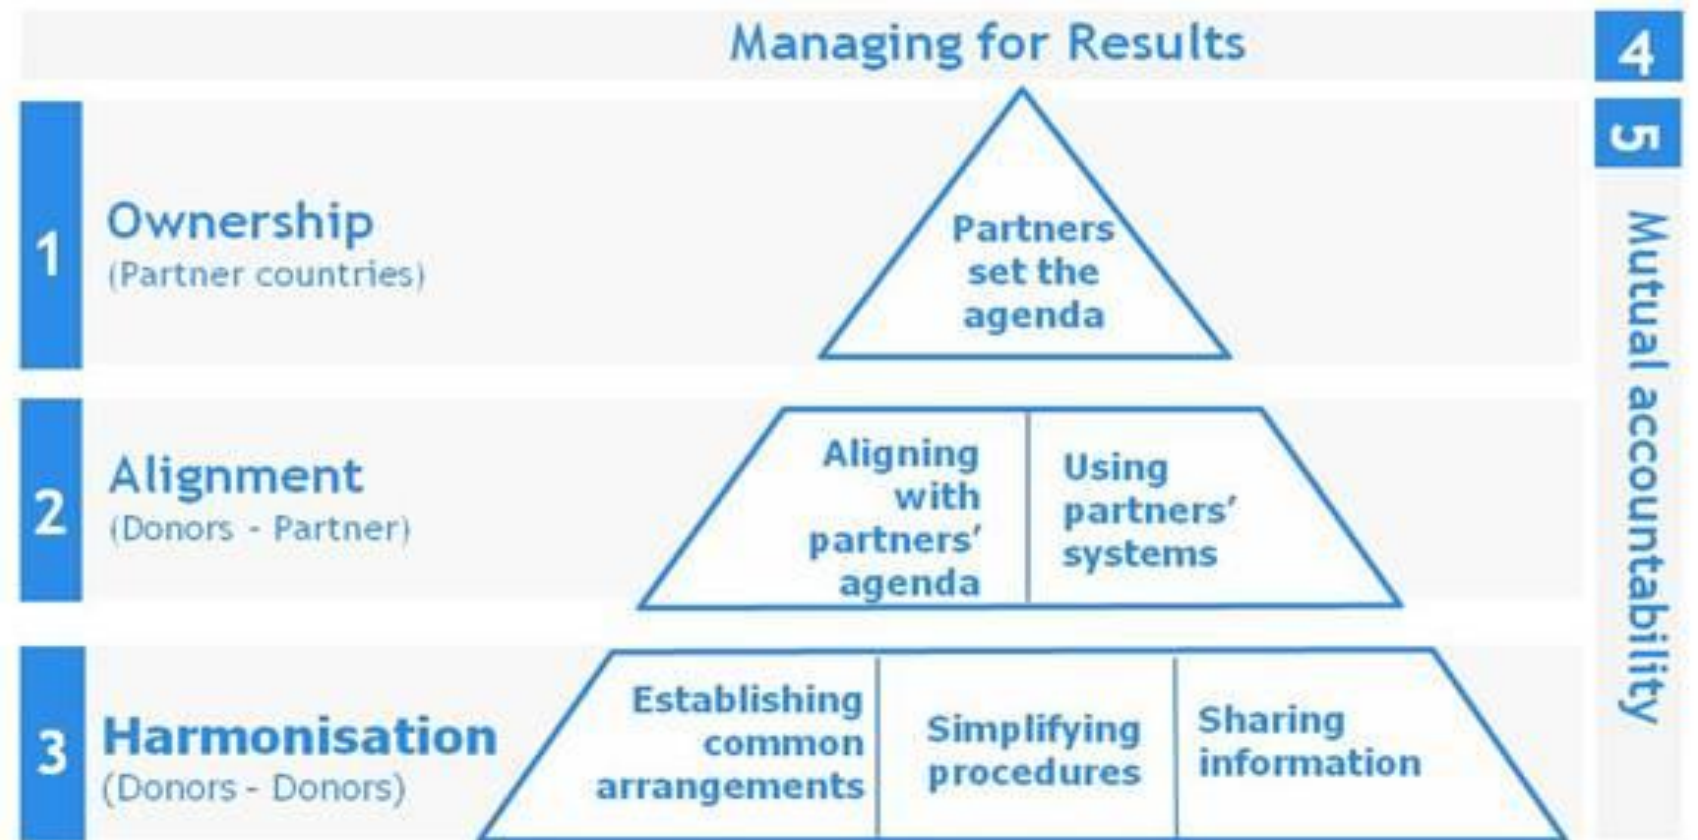 Managing for Results
4
5
Mutual accountability
1
Ownership
(Partner countries)
Partners
set the
agenda
2
Alignment
(Donors - Partner)
Aligning
with
partners’
agenda
Using
partners’
systems
3
Harmonisation
(Donors - Donors)
Establishing
common
arrangements
Simplifying
procedures
Sharing
information